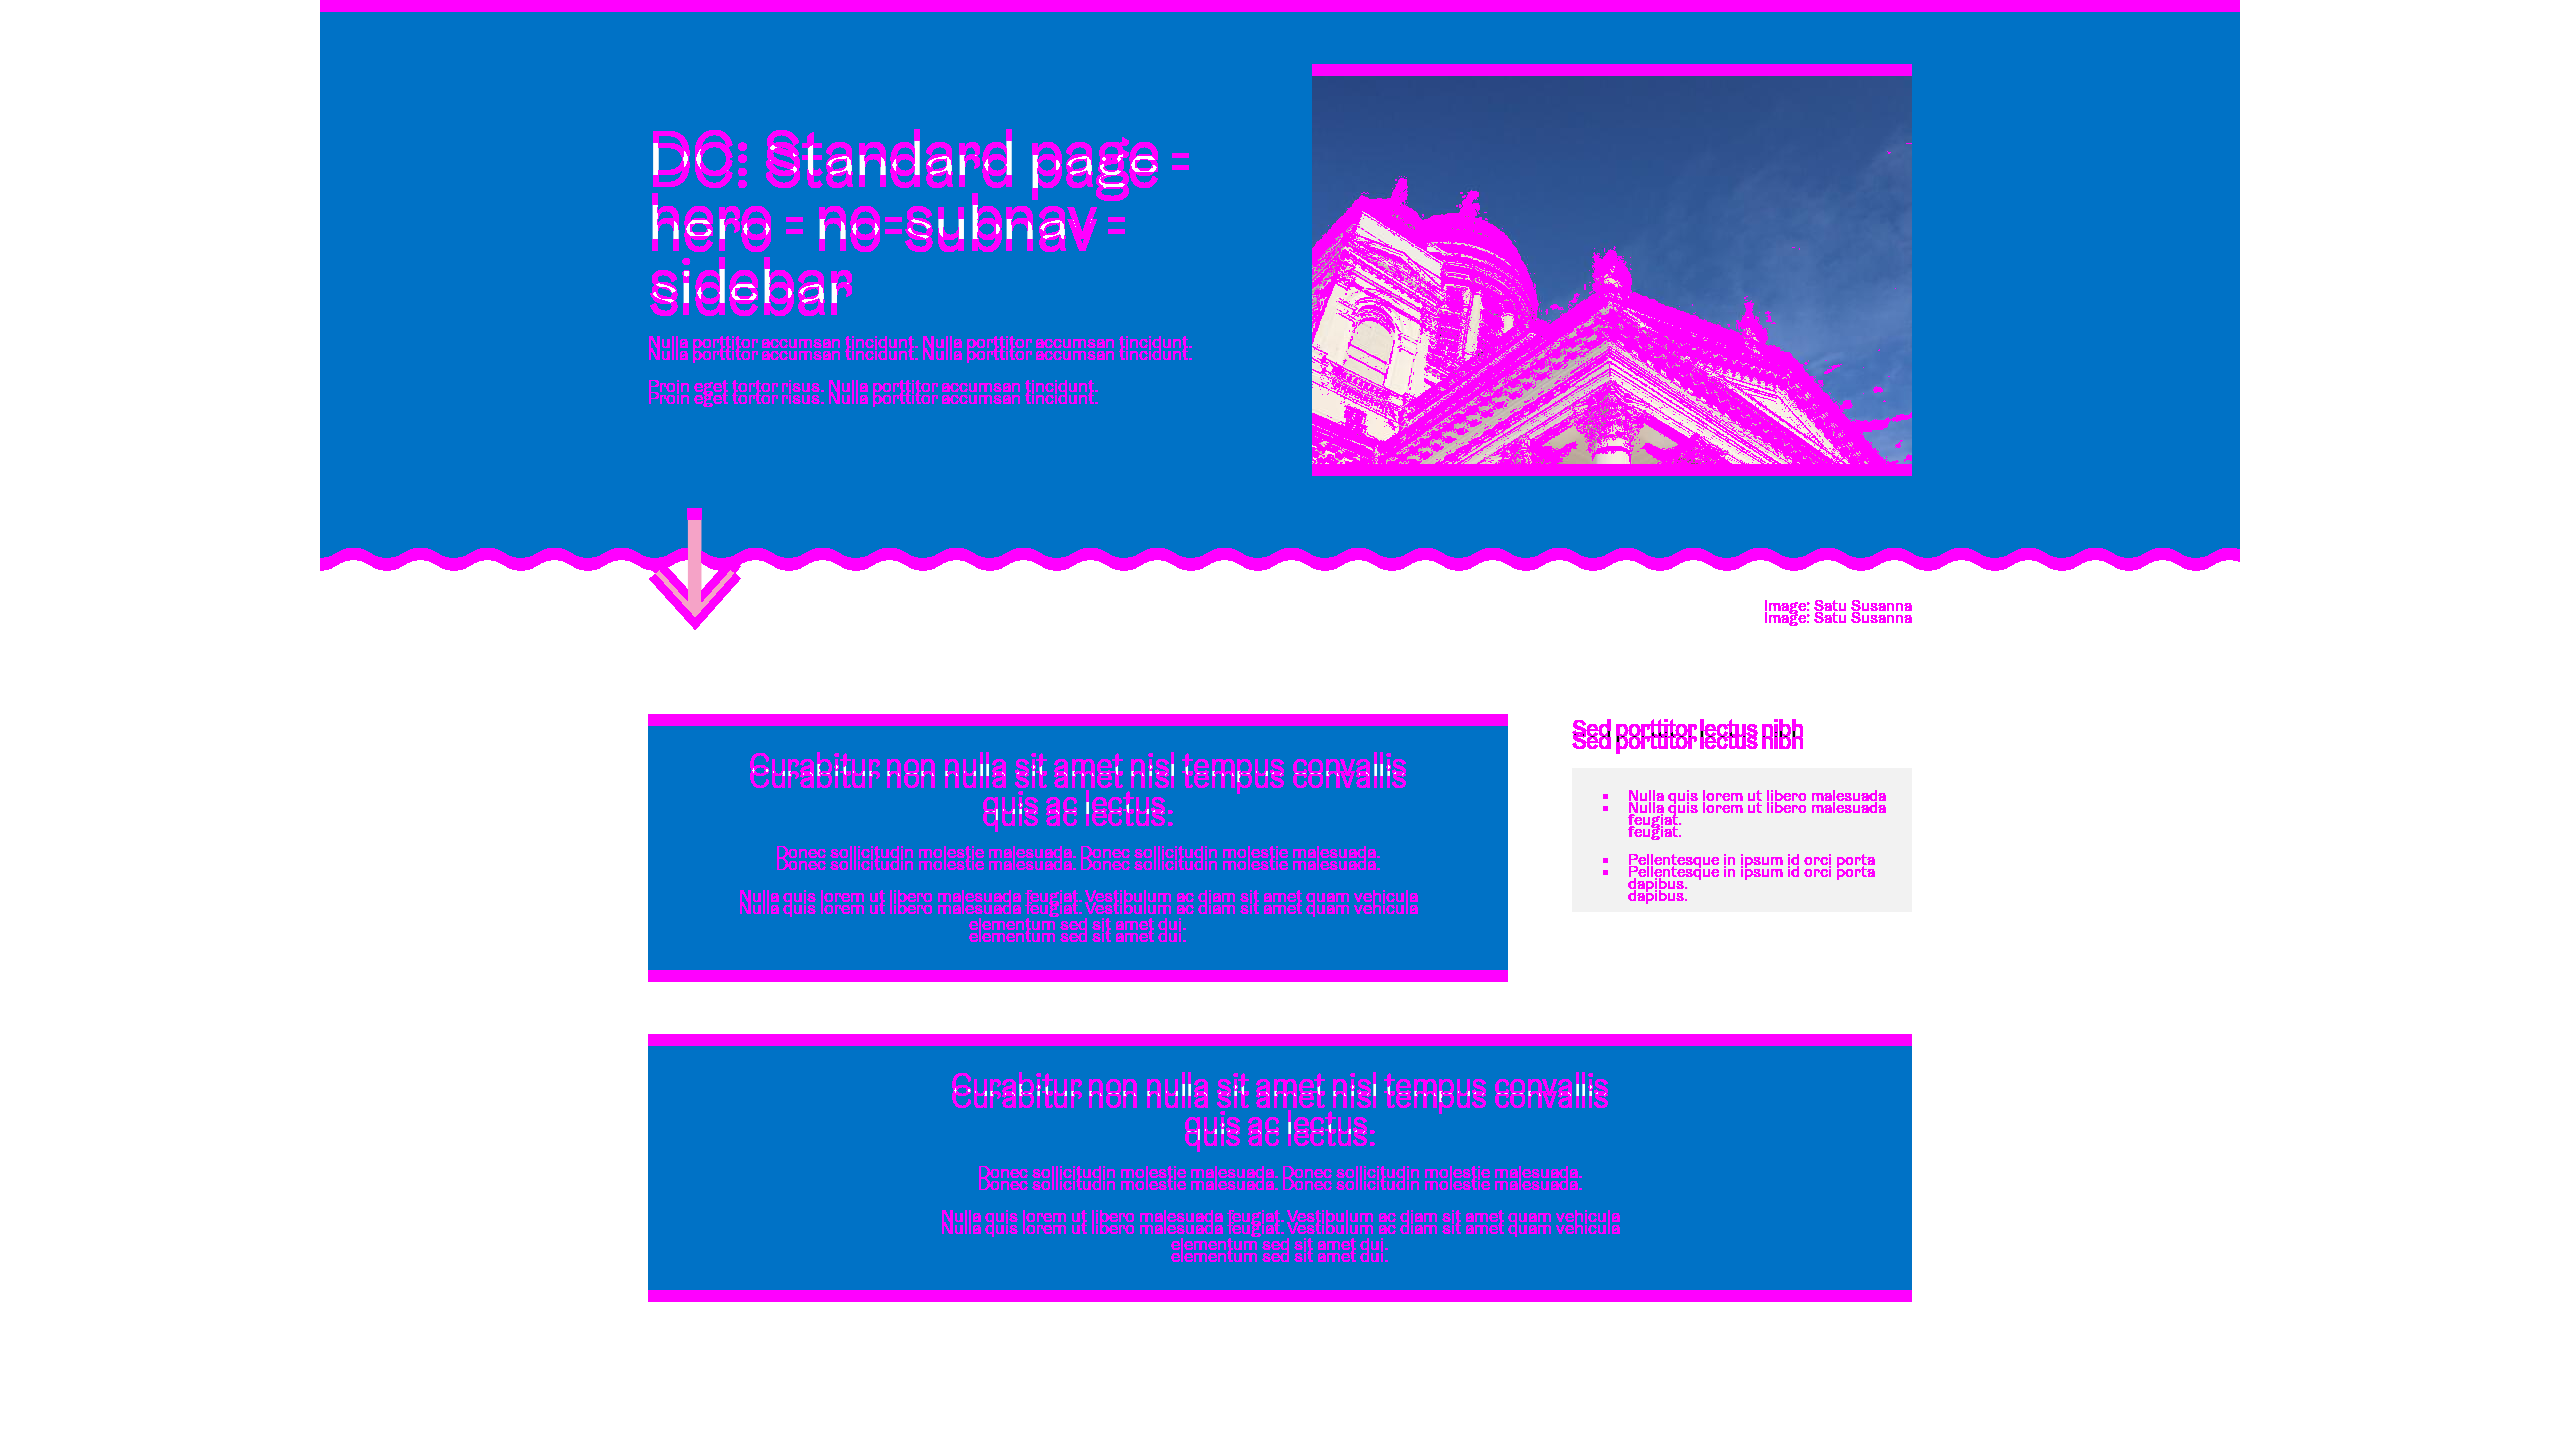 DO: Standard page -
hero - no-subnav -
sidebar
Nulla porttitor accumsan tincidunt. Nulla porttitor accumsan tincidunt.
Proin eget tortor risus. Nulla porttitor accumsan tincidunt.
Image: Satu Susanna
Curabitur non nulla sit amet nisl tempus convallis
quis ac lectus.
Donec sollicitudin molestie malesuada. Donec sollicitudin molestie malesuada.
Nulla quis lorem ut libero malesuada feugiat. Vestibulum ac diam sit amet quam vehicula
elementum sed sit amet dui.
Sed porttitor lectus nibh
Nulla quis lorem ut libero malesuada
feugiat.
Pellentesque in ipsum id orci porta
dapibus.
Curabitur non nulla sit amet nisl tempus convallis
quis ac lectus.
Donec sollicitudin molestie malesuada. Donec sollicitudin molestie malesuada.
Nulla quis lorem ut libero malesuada feugiat. Vestibulum ac diam sit amet quam vehicula
elementum sed sit amet dui.